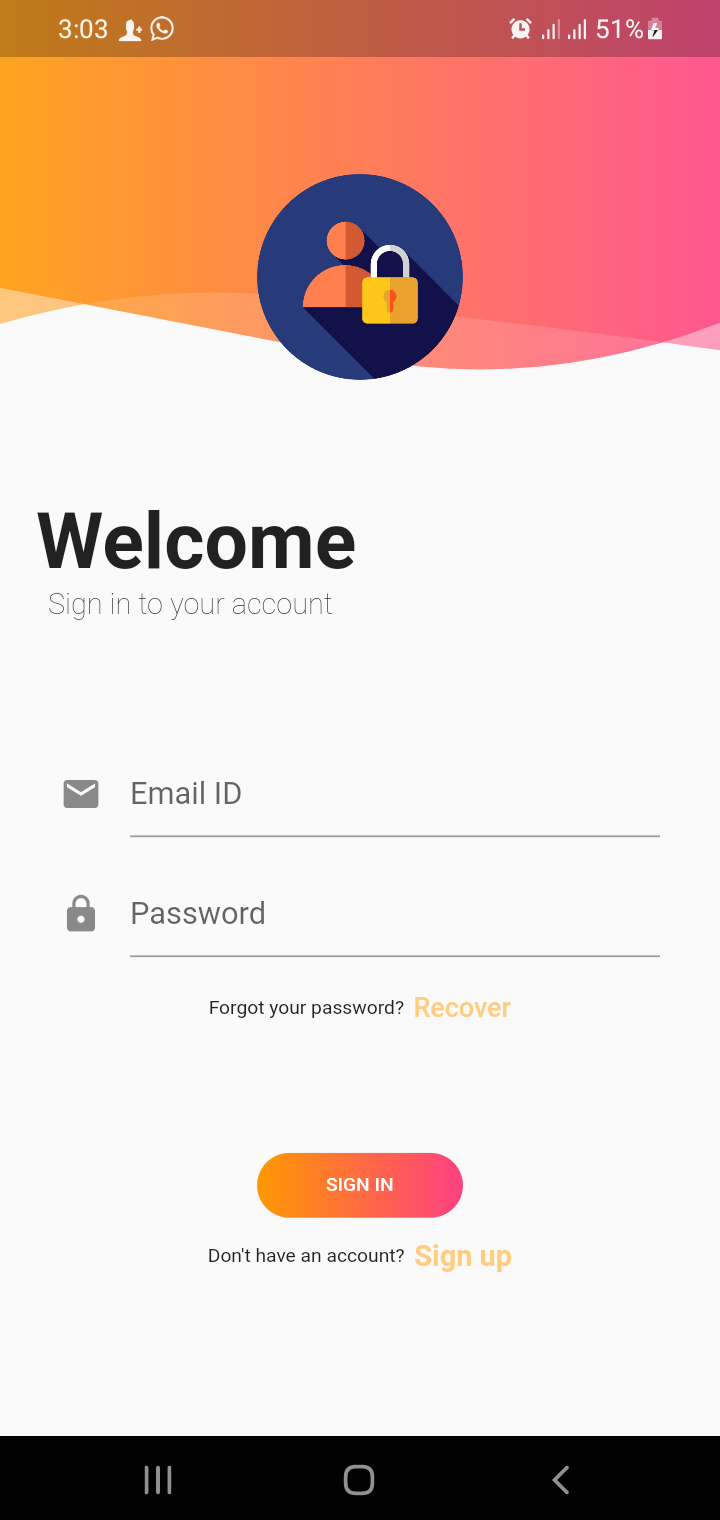 3:03 51%
Welcome
Sign in to your account
Email ID
Password
Forgot your password? Recover
SIGN IN
Don't have an account? Sign up